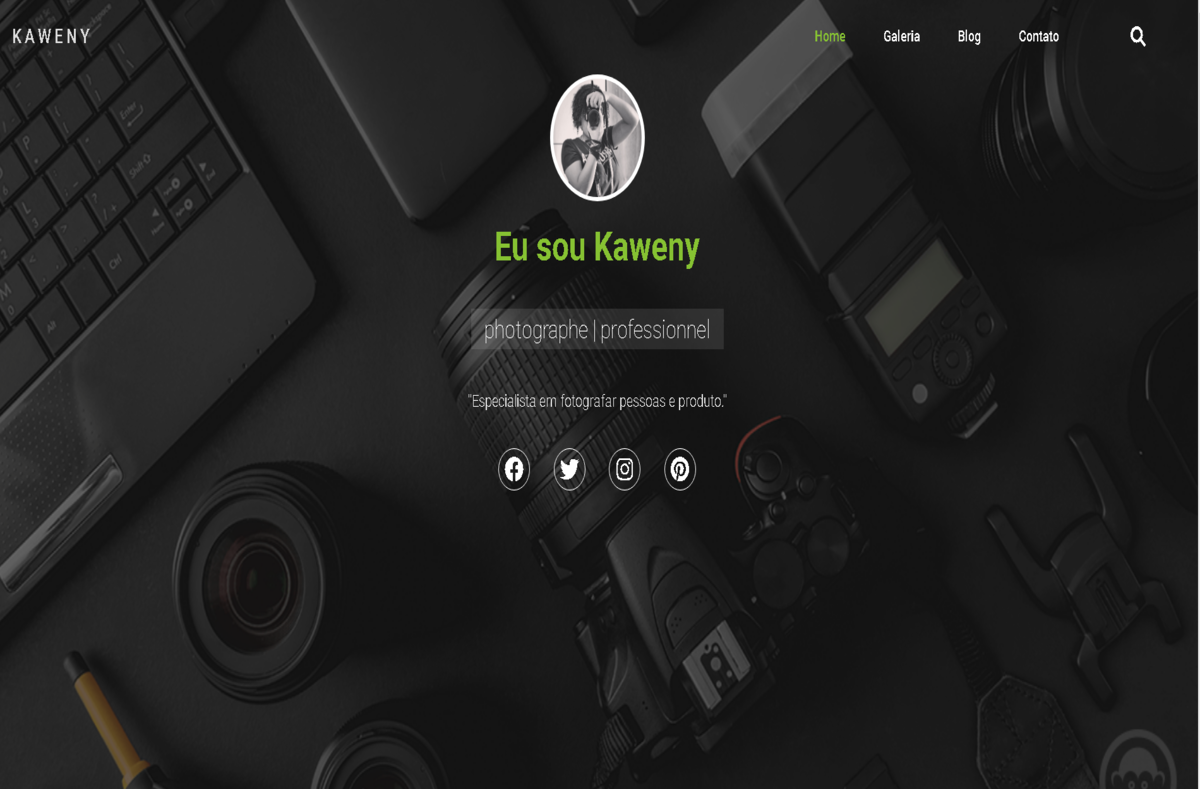 KAWENY
Home Galeria Blog Contato
Eu sou Kaweny
photographe | professionnel
"Especialista em fotografar pessoas e produto."